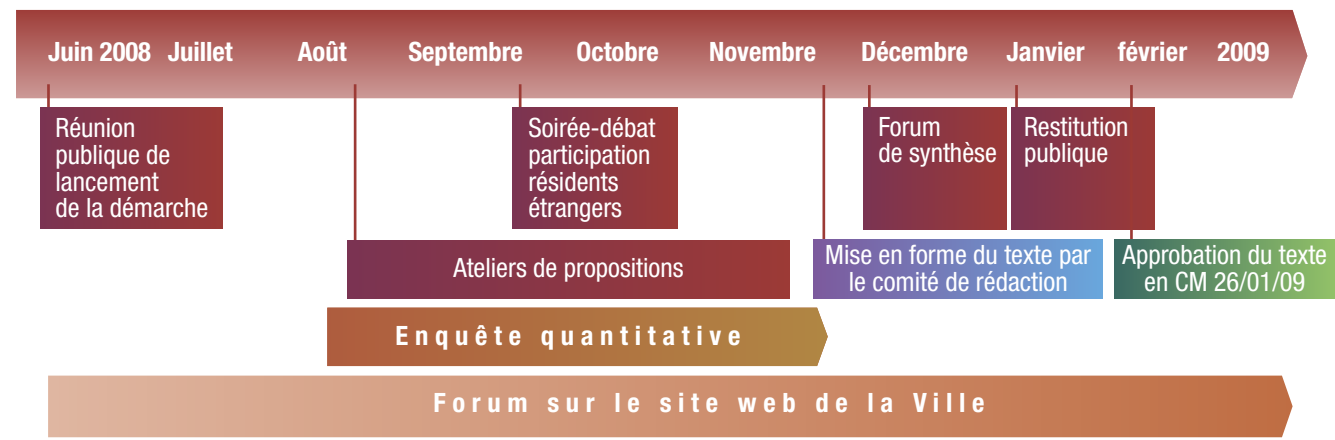 Juin 2008 Juillet Août Septembre Octobre Novembre Décembre Janvier février 2009
Réunion
publique de
lancement
de la démarche
Soirée-débat
participation
résidents
étrangers
Forum
de synthèse
Restitution
publique
Ateliers de propositions
Mise en forme du texte par
le comité de rédaction
Approbation du texte
en CM 26/01/09
Enquête quantitative
Forum sur le site web de la Ville